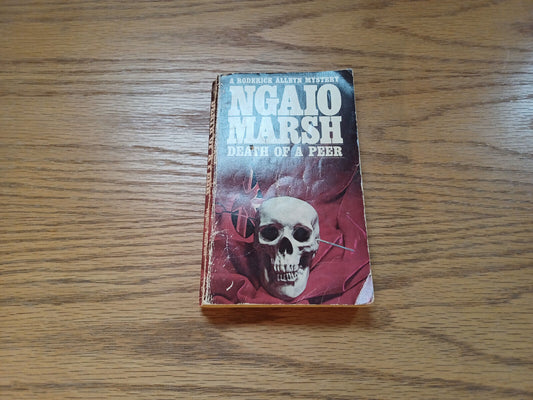 A RODERICK ALLEYN MYSTERY
NGAIO
MARSH
DEATH OF A PEER